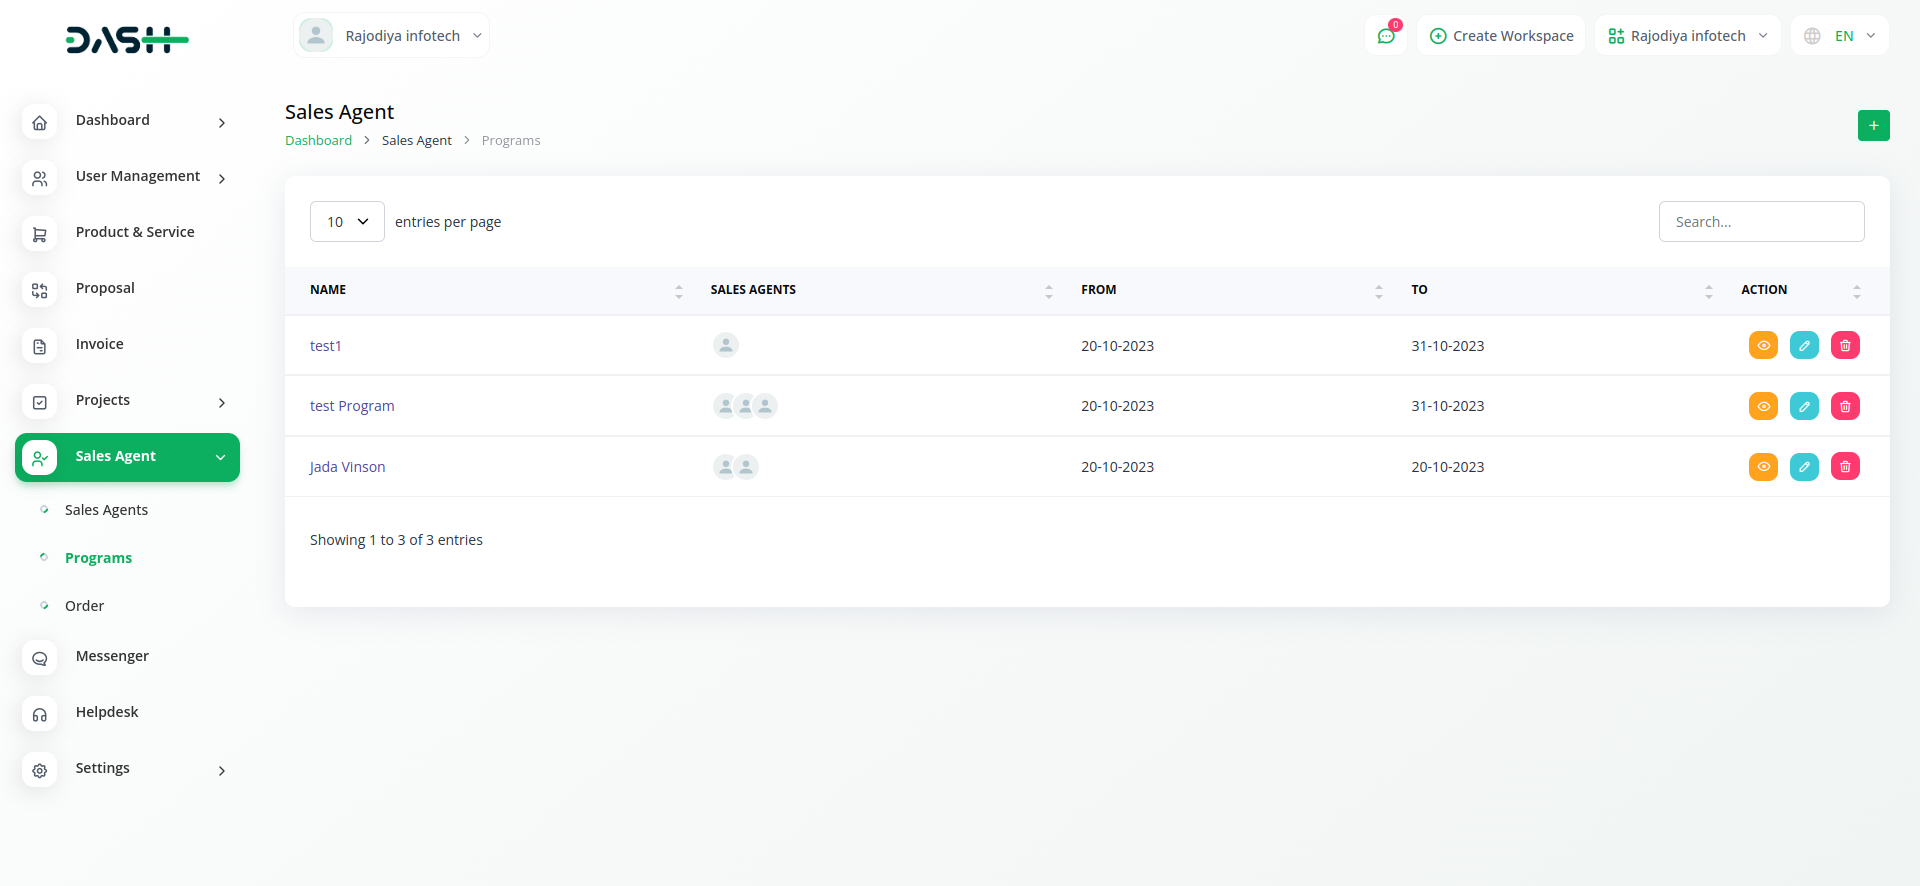 DASH
Rajodiya infotech
0
Create Workspace
Rajodiya infotech
EN
Dashboard
User Management
Product & Service
Proposal
Invoice
Projects
Sales Agent
Sales Agents
Programs
Order
Messenger
Helpdesk
Settings
Sales Agent
Dashboard > Sales Agent > Programs
+
10 entries per page
Search...
NAME SALES AGENTS FROM TO ACTION
test1 20-10-2023 31-10-2023
test Program 20-10-2023 31-10-2023
Jada Vinson 20-10-2023 20-10-2023
Showing 1 to 3 of 3 entries